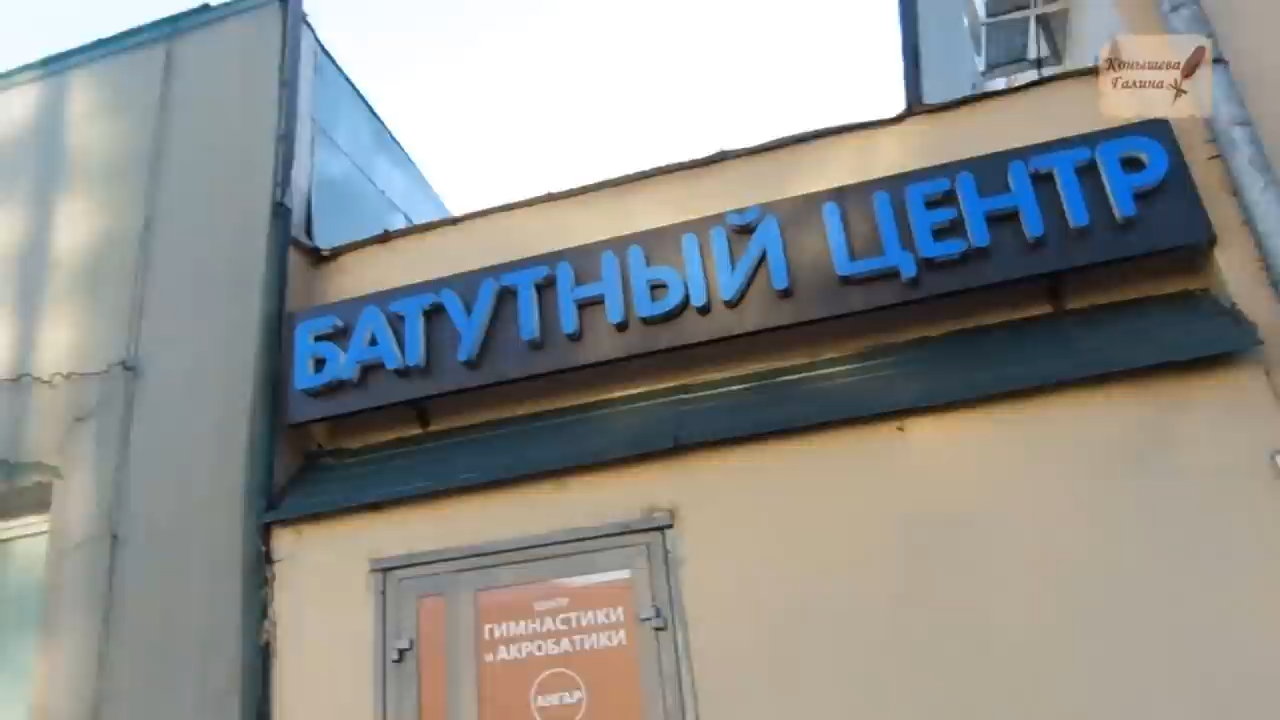 Конышева
Галина
БАТУТНЫЙ ЦЕНТР
ЦЕНТР
ГИМНАСТИКИ
и АКРОБАТИКИ
АНГАР